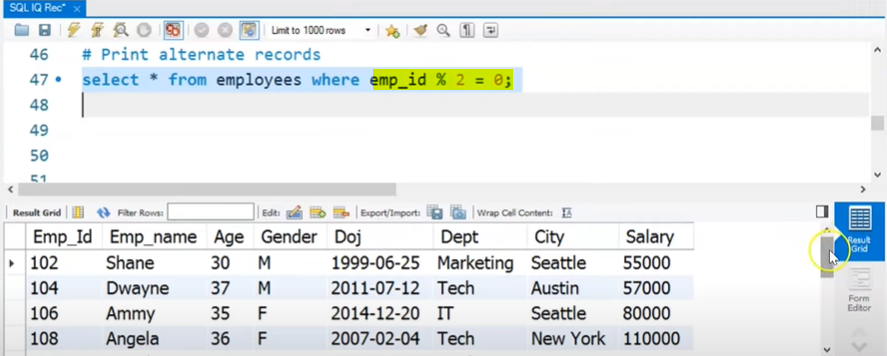 SQL IQ Rec*
Limit to 1000 rows
46 # Print alternate records
47 select * from employees where emp_id % 2 = 0;
48
49
50
51
Result Grid Filter Rows: Edit: Export/Import: Wrap Cell Content:
Emp_Id Emp_name Age Gender Doj Dept City Salary
102 Shane 30 M 1999-06-25 Marketing Seattle 55000
104 Dwayne 37 M 2011-07-12 Tech Austin 57000
106 Ammy 35 F 2014-12-20 IT Seattle 80000
108 Angela 36 F 2007-02-04 Tech New York 110000
Result
Grid
Form
Editor